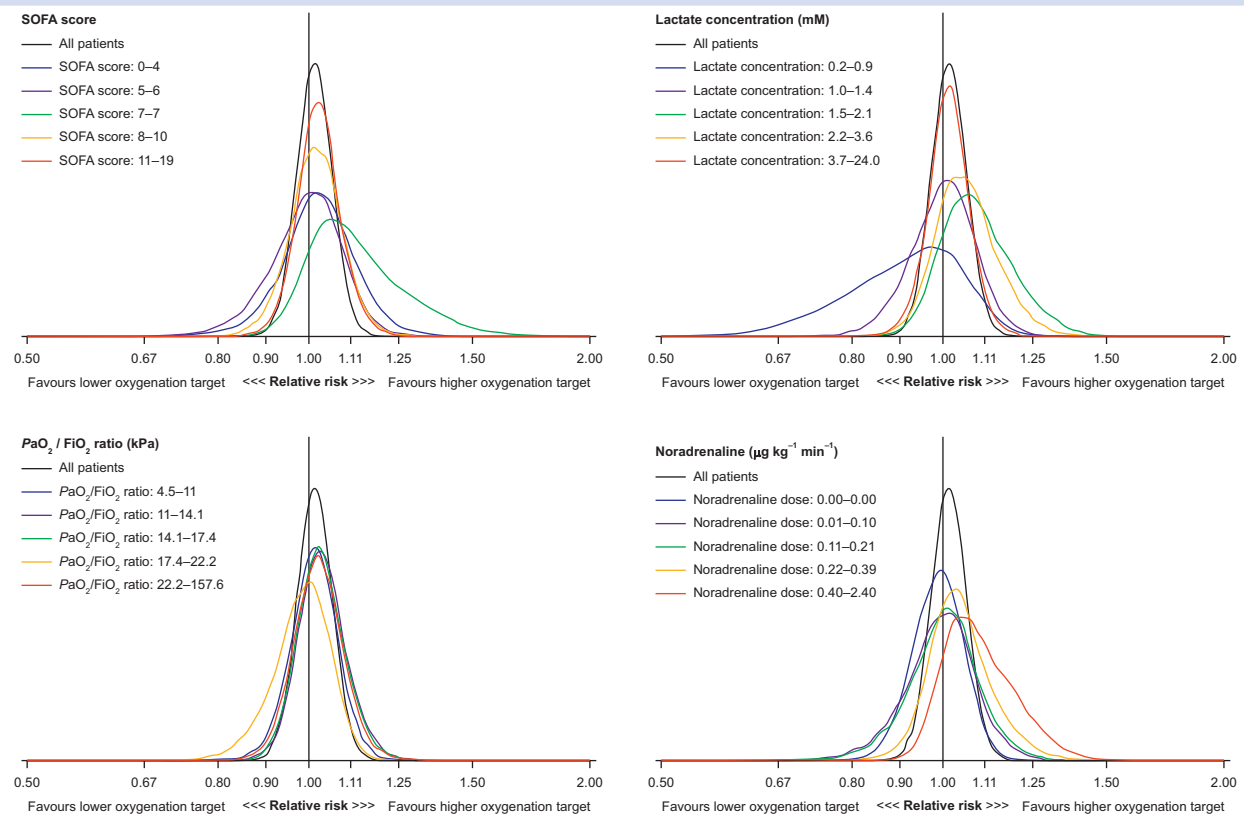 SOFA score
All patients
SOFA score: 0–4
SOFA score: 5–6
SOFA score: 7–7
SOFA score: 8–10
SOFA score: 11–19
0.50 0.67 0.80 0.90 1.00 1.11 1.25 1.50 2.00
Favours lower oxygenation target <<< Relative risk >>> Favours higher oxygenation target
Lactate concentration (mM)
All patients
Lactate concentration: 0.2–0.9
Lactate concentration: 1.0–1.4
Lactate concentration: 1.5–2.1
Lactate concentration: 2.2–3.6
Lactate concentration: 3.7–24.0
0.50 0.67 0.80 0.90 1.00 1.11 1.25 1.50 2.00
Favours lower oxygenation target <<< Relative risk >>> Favours higher oxygenation target
PaO₂ / FiO₂ ratio (kPa)
All patients
PaO₂/FiO₂ ratio: 4.5–11
PaO₂/FiO₂ ratio: 11–14.1
PaO₂/FiO₂ ratio: 14.1–17.4
PaO₂/FiO₂ ratio: 17.4–22.2
PaO₂/FiO₂ ratio: 22.2–157.6
0.50 0.67 0.80 0.90 1.00 1.11 1.25 1.50 2.00
Favours lower oxygenation target <<< Relative risk >>> Favours higher oxygenation target
Noradrenaline (μg kg⁻¹ min⁻¹)
All patients
Noradrenaline dose: 0.00–0.00
Noradrenaline dose: 0.01–0.10
Noradrenaline dose: 0.11–0.21
Noradrenaline dose: 0.22–0.39
Noradrenaline dose: 0.40–2.40
0.50 0.67 0.80 0.90 1.00 1.11 1.25 1.50 2.00
Favours lower oxygenation target <<< Relative risk >>> Favours higher oxygenation target